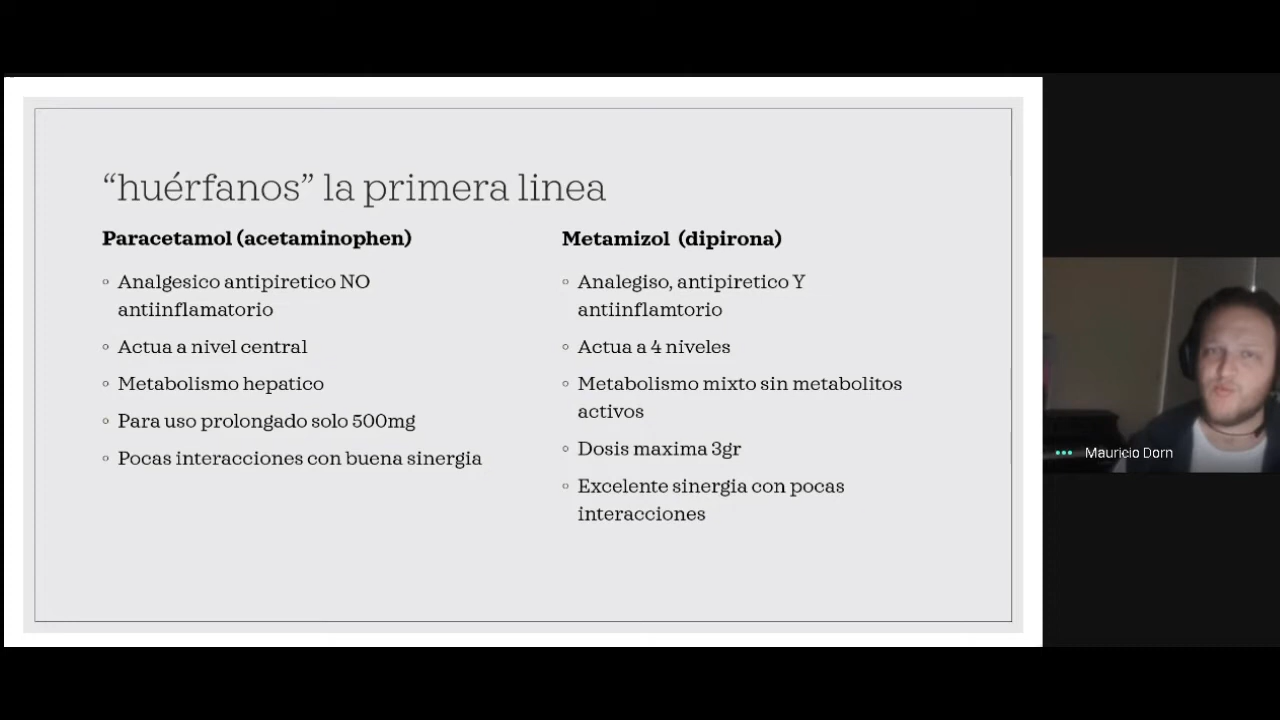 “huérfanos” la primera linea
Paracetamol (acetaminophen)
◦ Analgesico antipiretico NO
antiinflamatorio
◦ Actua a nivel central
◦ Metabolismo hepatico
◦ Para uso prolongado solo 500mg
◦ Pocas interacciones con buena sinergia
Metamizol (dipirona)
◦ Analegiso, antipiretico Y
antiinflamtorio
◦ Actua a 4 niveles
◦ Metabolismo mixto sin metabolitos
activos
◦ Dosis maxima 3gr
◦ Excelente sinergia con pocas
interacciones
Mauricio Dorn